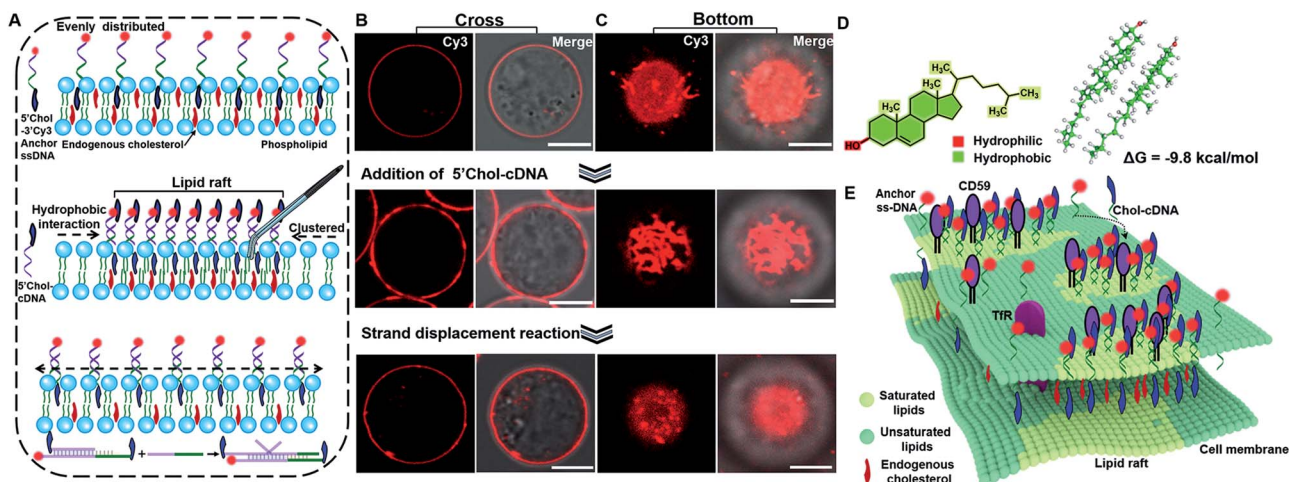 A
Evenly distributed
5'Chol
-3'Cy3
Anchor
ssDNA
Endogenous cholesterol
Phospholipid
Lipid raft
Hydrophobic
interaction
Clustered
5'Chol-
cDNA
B
Cross
Cy3
Merge
C
Bottom
Cy3
Merge
Addition of 5'Chol-cDNA
Strand displacement reaction
D
H₃C
CH₃
H₃C
CH₃
CH₃
HO
Hydrophilic
Hydrophobic
ΔG = -9.8 kcal/mol
E
Anchor
ss-DNA
CD59
Chol-cDNA
TfR
Saturated
lipids
Unsaturated
lipids
Endogenous
cholesterol
Lipid raft
Cell membrane